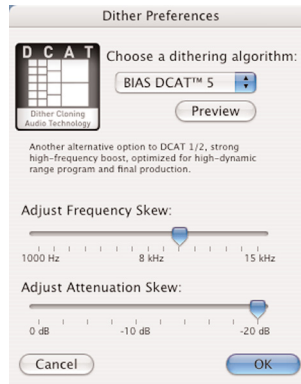 Dither Preferences
D C A T
Dither Cloning
Audio Technology
Choose a dithering algorithm:
BIAS DCAT™ 5
Preview
Another alternative option to DCAT 1/2, strong
high-frequency boost, optimized for high-dynamic
range program and final production.
Adjust Frequency Skew:
1000 Hz 8 kHz 15 kHz
Adjust Attenuation Skew:
0 dB -10 dB -20 dB
Cancel OK